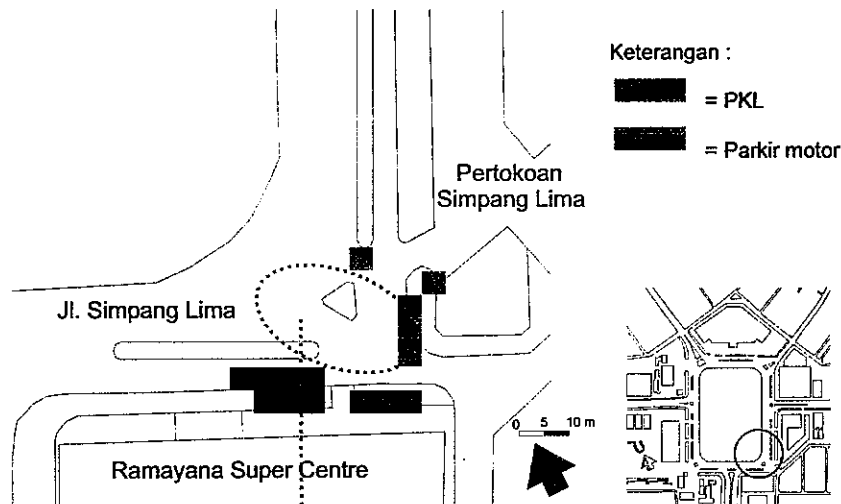 Keterangan :
= PKL
= Parkir motor
Pertokoan
Simpang Lima
Jl. Simpang Lima
0 5 10 m
Ramayana Super Centre
U